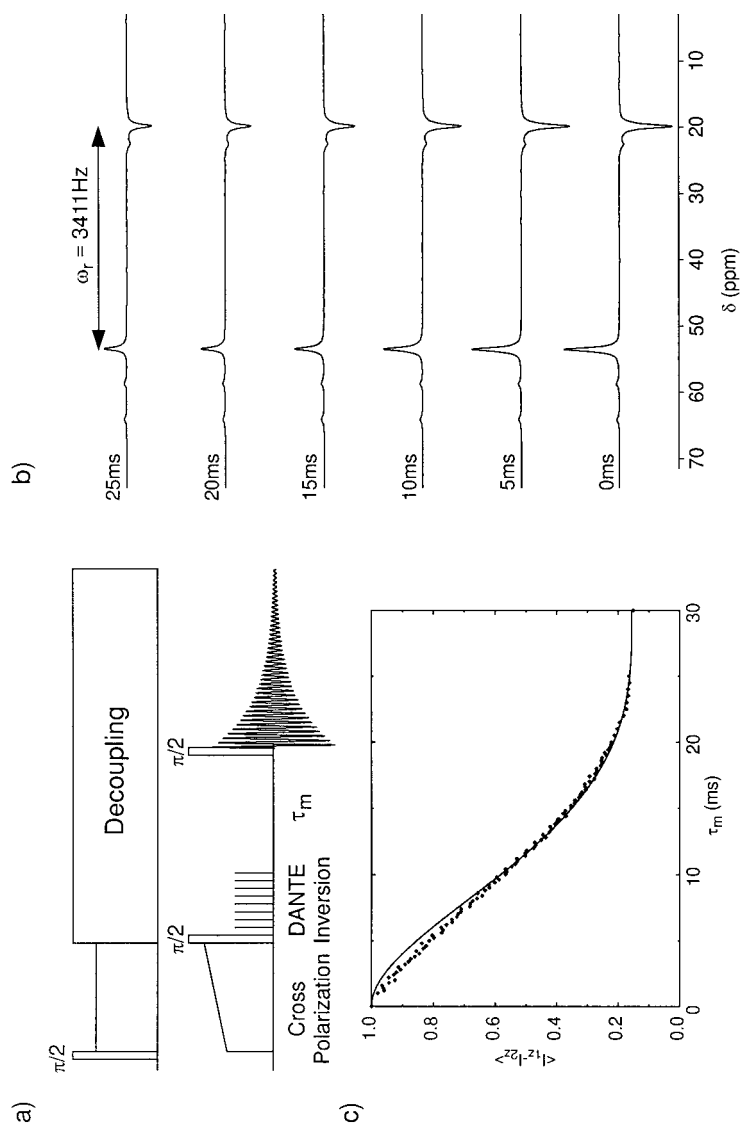 a)
π/2
Decoupling
π/2
π/2
Cross
Polarization
DANTE
Inversion
τm
b)
ωr = 3411Hz
25ms
20ms
15ms
10ms
5ms
0ms
70 60 50 40 30 20 10
δ (ppm)
c)
1.0
0.8
0.6
0.4
0.2
0.0
<I1z-I2z>
0 10 20 30
τm (ms)